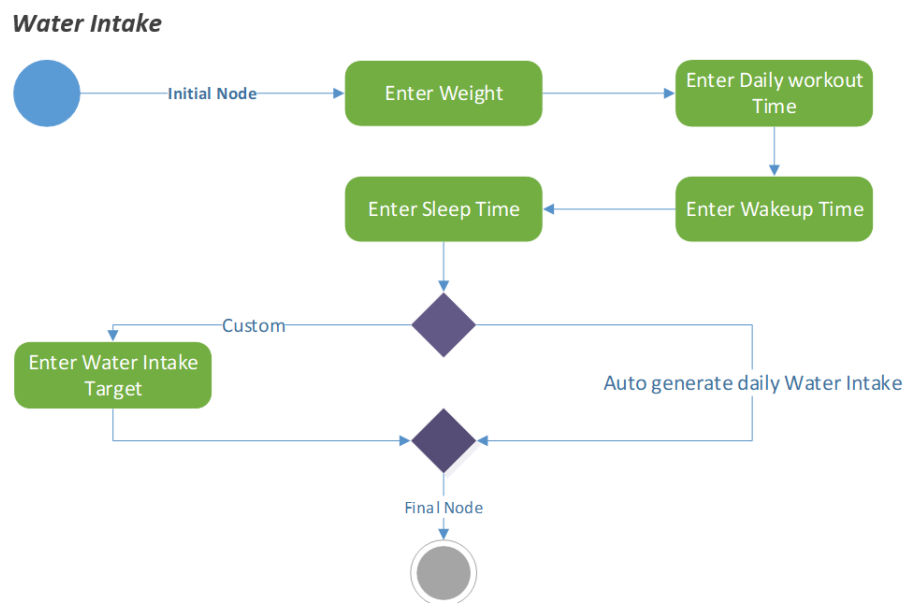 Water Intake
Initial Node
Enter Weight
Enter Daily workout
Time
Enter Sleep Time
Enter Wakeup Time
Custom
Enter Water Intake
Target
Auto generate daily Water Intake
Final Node